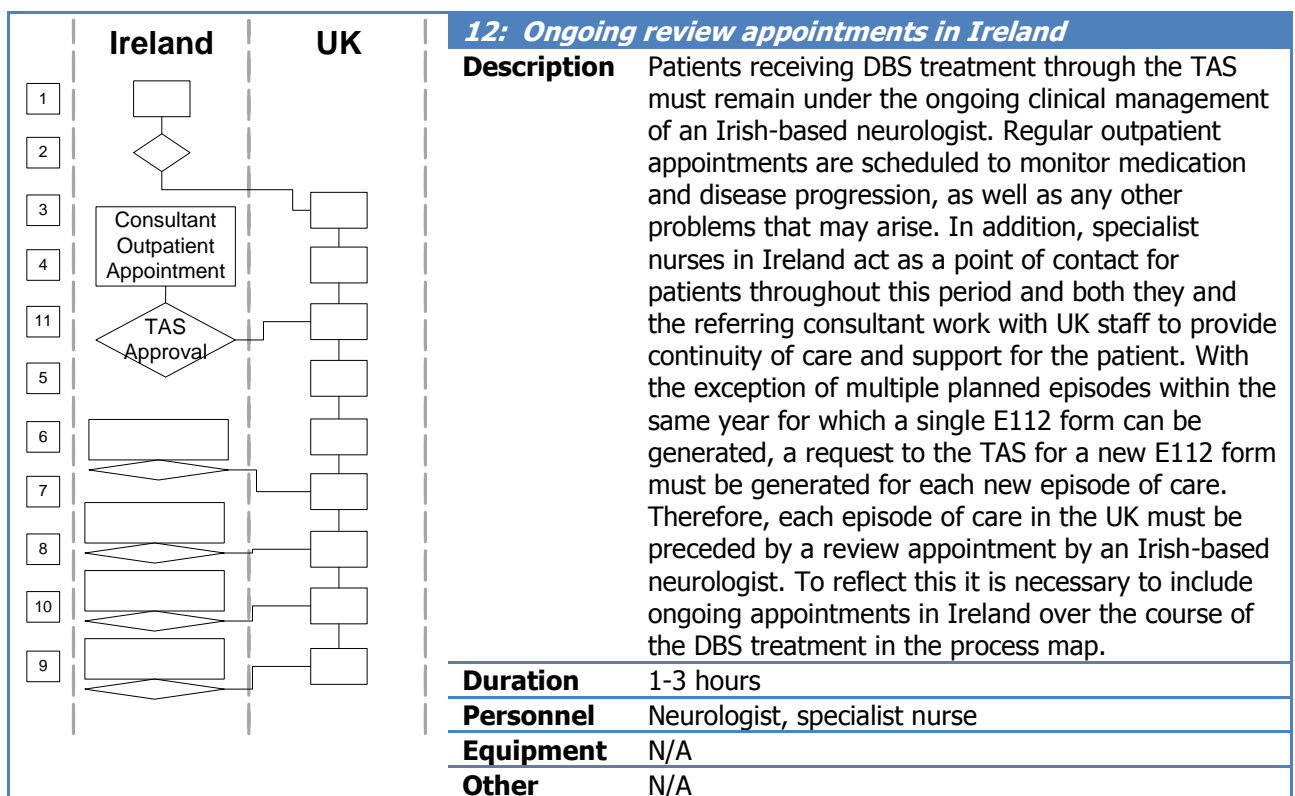 Ireland
UK
1
2
3
4
11
5
6
7
8
10
9
Consultant
Outpatient
Appointment
TAS
Approval
12: Ongoing review appointments in Ireland
Description
Patients receiving DBS treatment through the TAS
must remain under the ongoing clinical management
of an Irish-based neurologist. Regular outpatient
appointments are scheduled to monitor medication
and disease progression, as well as any other
problems that may arise. In addition, specialist
nurses in Ireland act as a point of contact for
patients throughout this period and both they and
the referring consultant work with UK staff to provide
continuity of care and support for the patient. With
the exception of multiple planned episodes within the
same year for which a single E112 form can be
generated, a request to the TAS for a new E112 form
must be generated for each new episode of care.
Therefore, each episode of care in the UK must be
preceded by a review appointment by an Irish-based
neurologist. To reflect this it is necessary to include
ongoing appointments in Ireland over the course of
the DBS treatment in the process map.
Duration 1-3 hours
Personnel Neurologist, specialist nurse
Equipment N/A
Other N/A